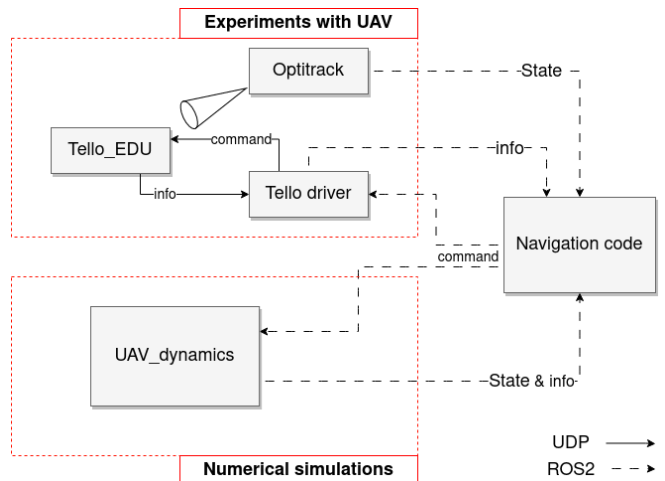 Experiments with UAV
Optitrack
State
Tello_EDU
command
info
info
Tello driver
Navigation code
command
UAV_dynamics
State & info
UDP
Numerical simulations
ROS2